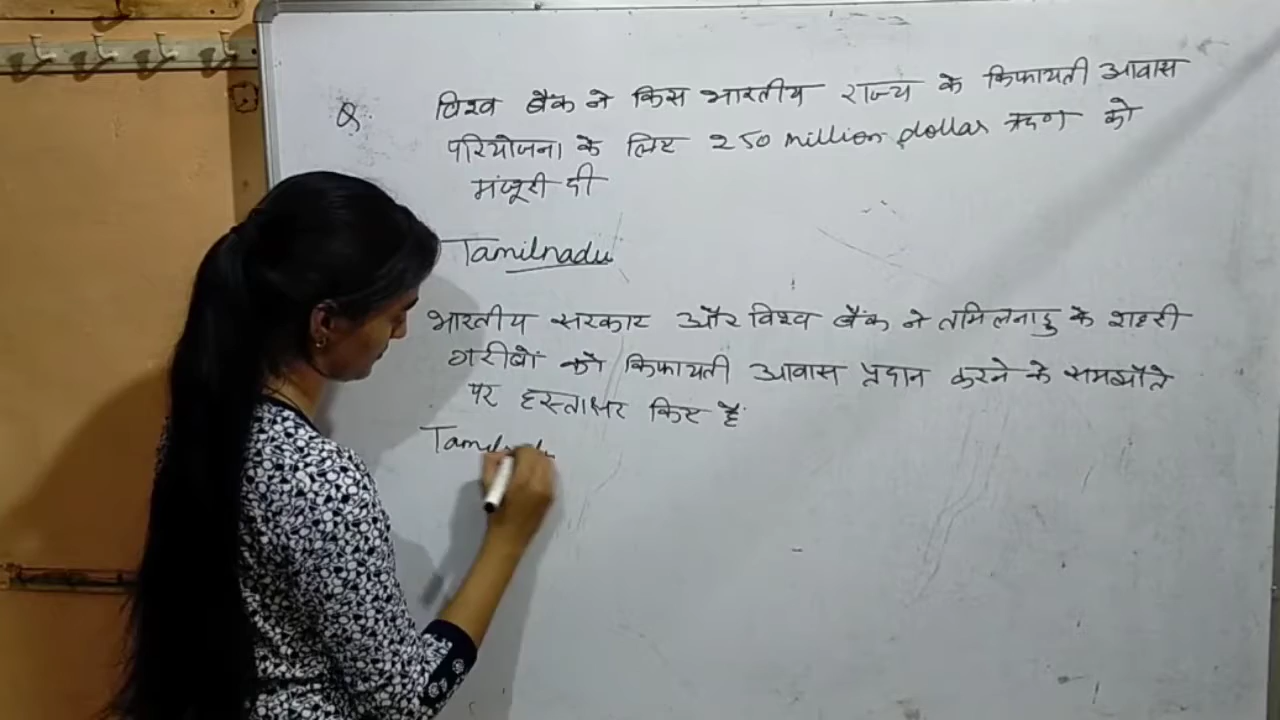 Q. विश्व बैंक ने किस भारतीय राज्य के किफायती आवास
परियोजना के लिए 250 million dollar ऋण को
मंजूरी दी
Tamilnadu
भारतीय सरकार और विश्व बैंक ने तमिलनाडु के शहरी
गरीबों को किफायती आवास प्रदान करने के समझौते
पर हस्ताक्षर किए है
Tamilnadu